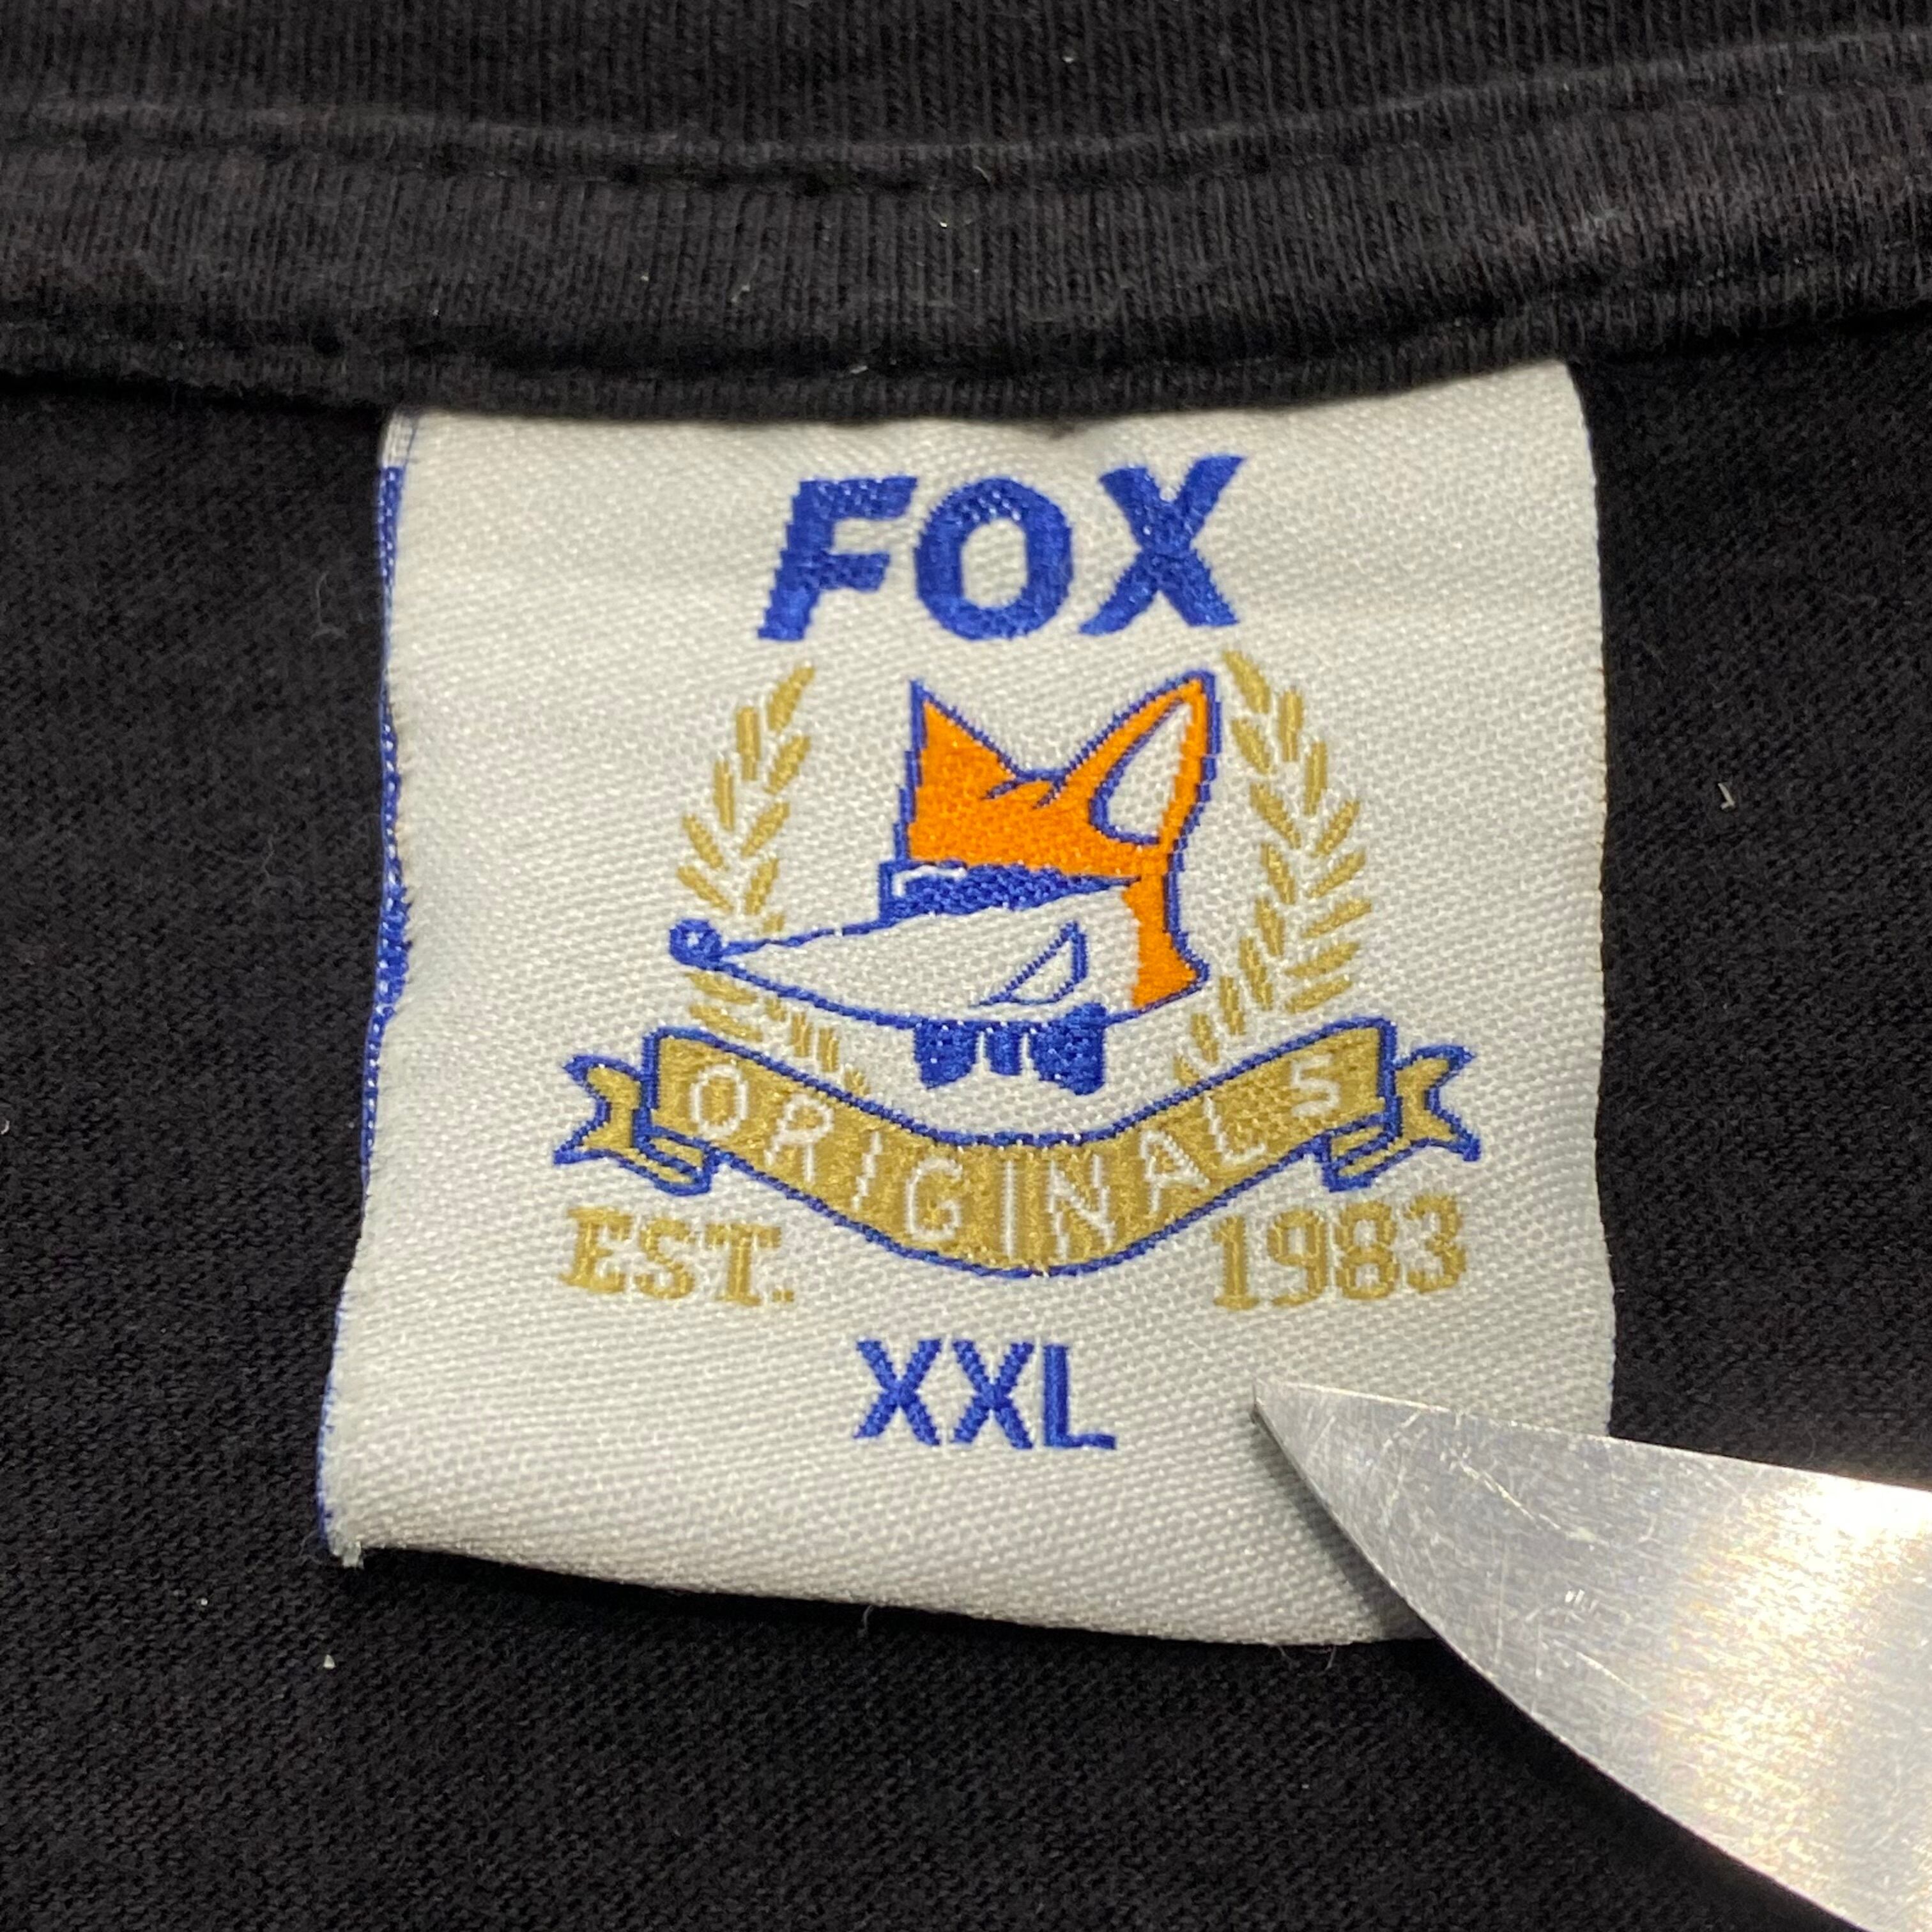 FOX
ORIGINALS
EST. 1983
XXL